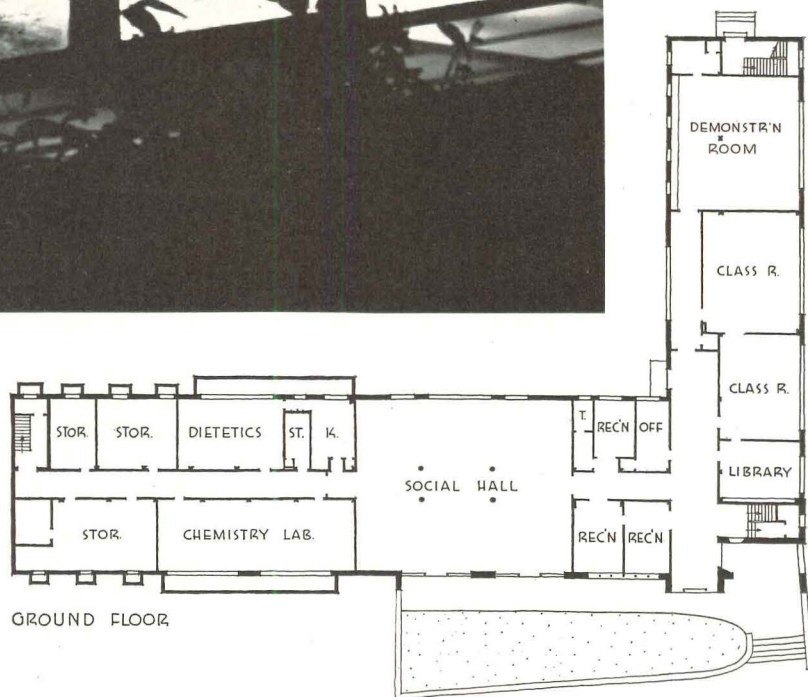 DEMONSTR'N
ROOM
CLASS R.
CLASS R.
LIBRARY
STOR.
STOR.
DIETETICS
ST.
K.
SOCIAL HALL
T.
REC'N
OFF
STOR.
CHEMISTRY LAB.
REC'N
REC'N
GROUND FLOOR